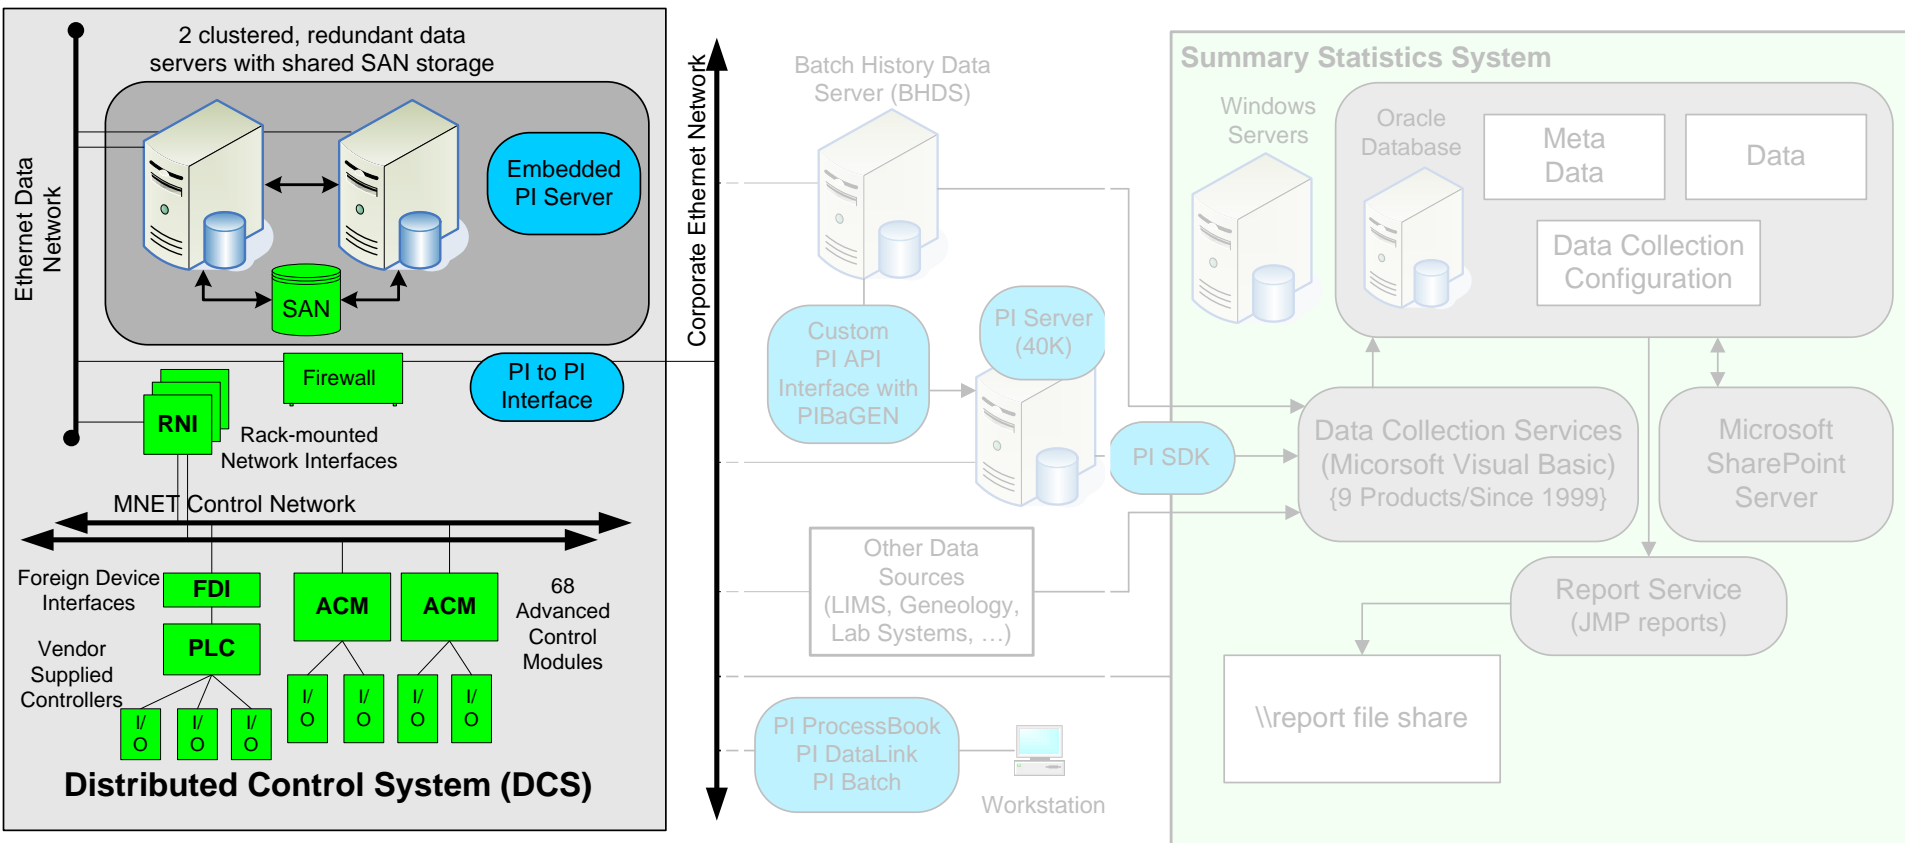 2 clustered, redundant data
servers with shared SAN storage
Ethernet Data
Network
Embedded
PI Server
SAN
Firewall
PI to PI
Interface
RNI
Rack-mounted
Network Interfaces
MNET Control Network
Foreign Device
Interfaces
FDI
ACM
ACM
68
Advanced
Control
Modules
PLC
Vendor
Supplied
Controllers
I/
O
I/
O
I/
O
I/
O
I/
O
I/
O
I/
O
Distributed Control System (DCS)
Corporate Ethernet Network
Batch History Data
Server (BHDS)
Custom
PI API
Interface with
PIBaGEN
PI Server
(40K)
PI SDK
Other Data
Sources
(LIMS, Geneology,
Lab Systems, …)
PI ProcessBook
PI DataLink
PI Batch
Workstation
Summary Statistics System
Windows
Servers
Oracle
Database
Meta
Data
Data
Data Collection
Configuration
Data Collection Services
(Micorsoft Visual Basic)
{9 Products/Since 1999}
Microsoft
SharePoint
Server
Report Service
(JMP reports)
\\report file share